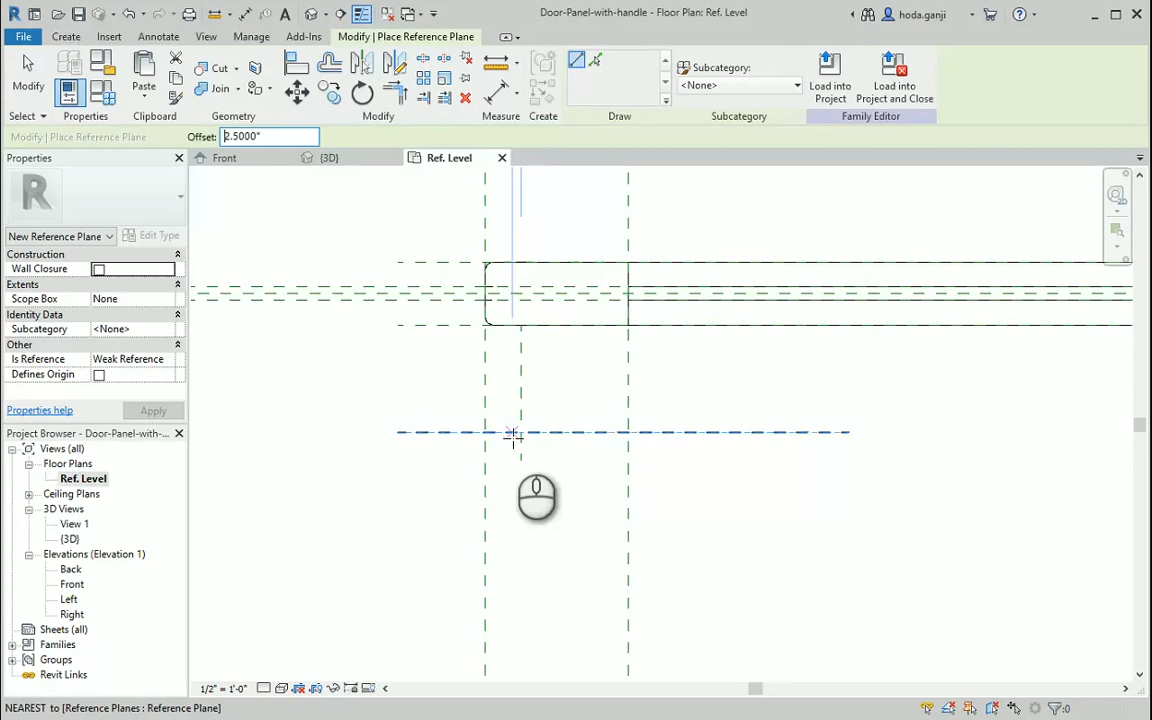 Door-Panel-with-handle - Floor Plan: Ref. Level
hoda.ganji
File Create Insert Annotate View Manage Add-Ins Modify | Place Reference Plane
Modify Paste Cut Join Subcategory: <None> Load into Project Load into Project and Close
Select Properties Clipboard Geometry Modify Measure Create Draw Subcategory Family Editor
Modify | Place Reference Plane Offset: 2.5000"
Properties Front {3D} Ref. Level
New Reference Plane Edit Type
Construction
Wall Closure
Extents
Scope Box None
Identity Data
Subcategory <None>
Other
Is Reference Weak Reference
Defines Origin
Properties help Apply
Project Browser - Door-Panel-with-...
Views (all)
Floor Plans
Ref. Level
Ceiling Plans
3D Views
View 1
{3D}
Elevations (Elevation 1)
Back
Front
Left
Right
Sheets (all)
Families
Groups
Revit Links
1/2" = 1'-0"
NEAREST to [Reference Planes : Reference Plane] :0